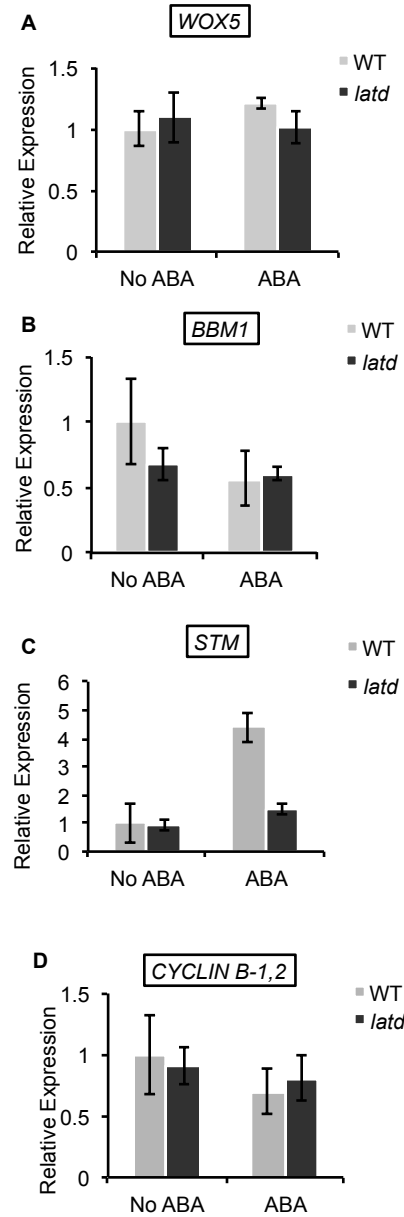 A
WOX5
WT
latd
Relative Expression
1.5
1
0.5
0
No ABA
ABA
B
BBM1
WT
latd
Relative Expression
1.5
1
0.5
0
No ABA
ABA
C
STM
WT
latd
Relative Expression
6
5
4
3
2
1
0
No ABA
ABA
D
CYCLIN B-1,2
WT
latd
Relative Expression
1.5
1
0.5
0
No ABA
ABA